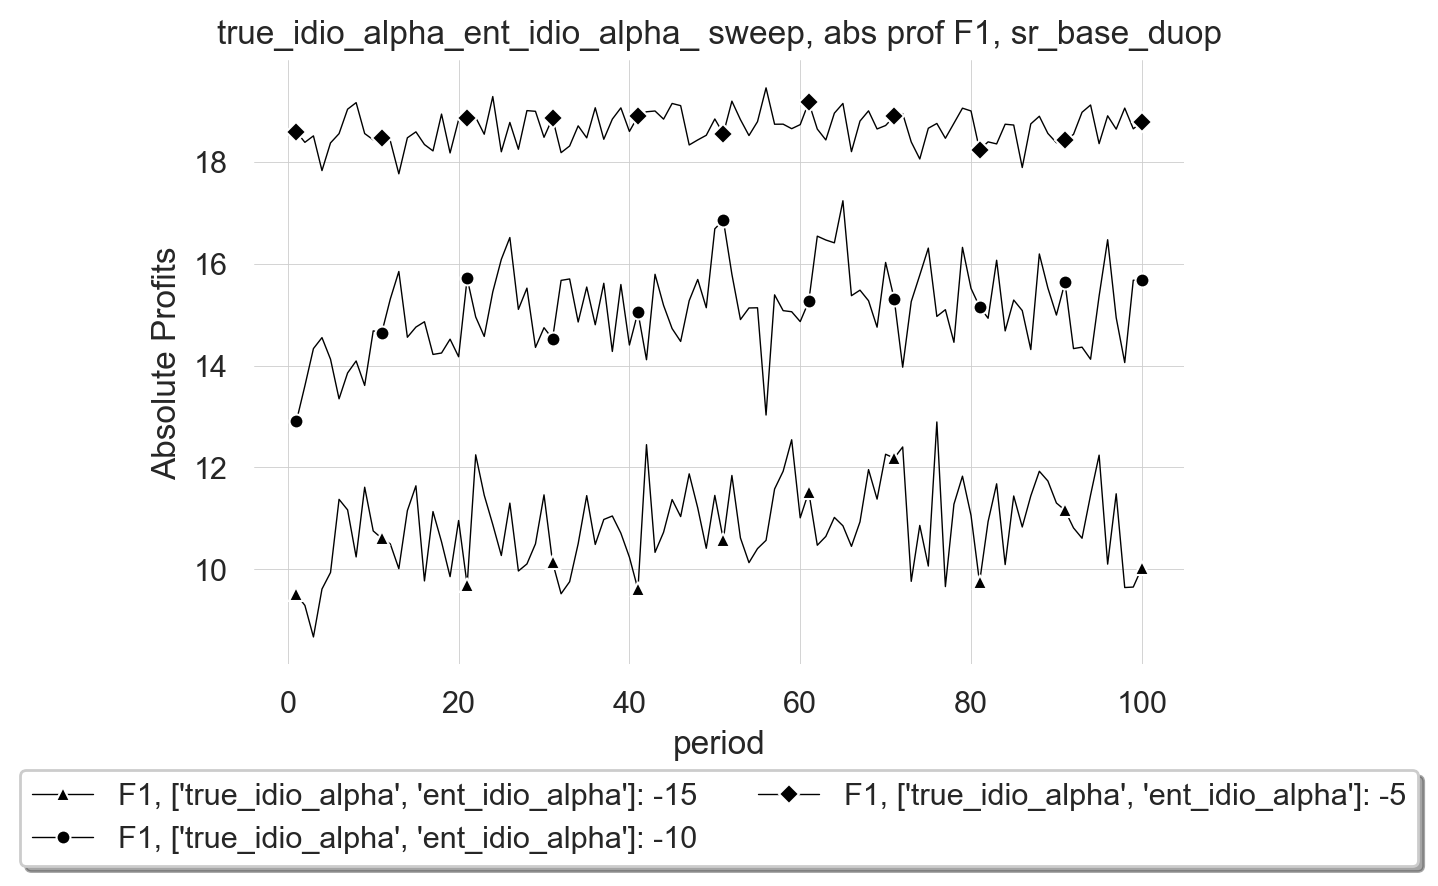 true_idio_alpha_ent_idio_alpha_ sweep, abs prof F1, sr_base_duop
Absolute Profits
18
16
14
12
10
0 20 40 60 80 100
period
F1, ['true_idio_alpha', 'ent_idio_alpha']: -15
F1, ['true_idio_alpha', 'ent_idio_alpha']: -10
F1, ['true_idio_alpha', 'ent_idio_alpha']: -5